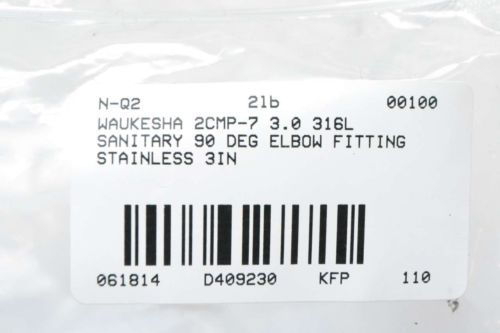 N-Q2 2lb 00100
WAUKESHA 2CMP-7 3.0 316L
SANITARY 90 DEG ELBOW FITTING
STAINLESS 3IN
061814 D409230 KFP 110